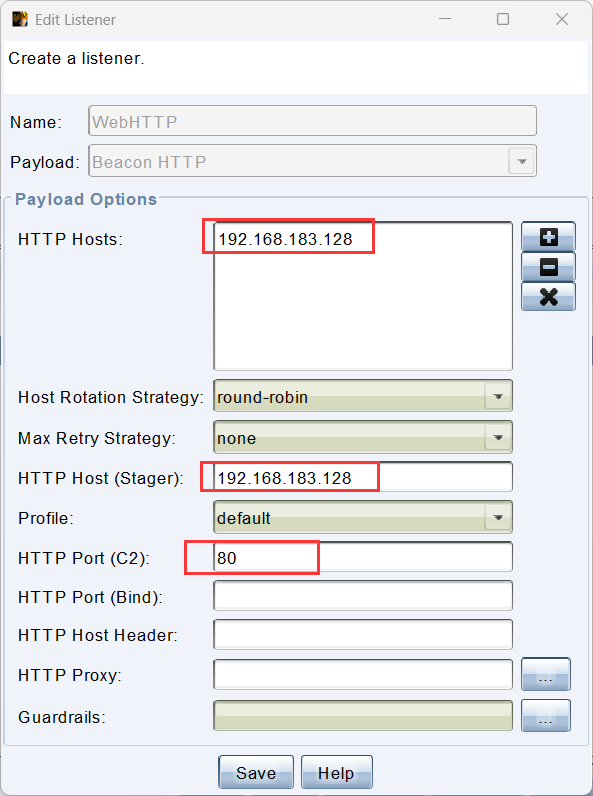 Edit Listener
Create a listener.
Name: WebHTTP
Payload: Beacon HTTP
Payload Options
HTTP Hosts: 192.168.183.128
Host Rotation Strategy: round-robin
Max Retry Strategy: none
HTTP Host (Stager): 192.168.183.128
Profile: default
HTTP Port (C2): 80
HTTP Port (Bind):
HTTP Host Header:
HTTP Proxy: ...
Guardrails: ...
Save Help